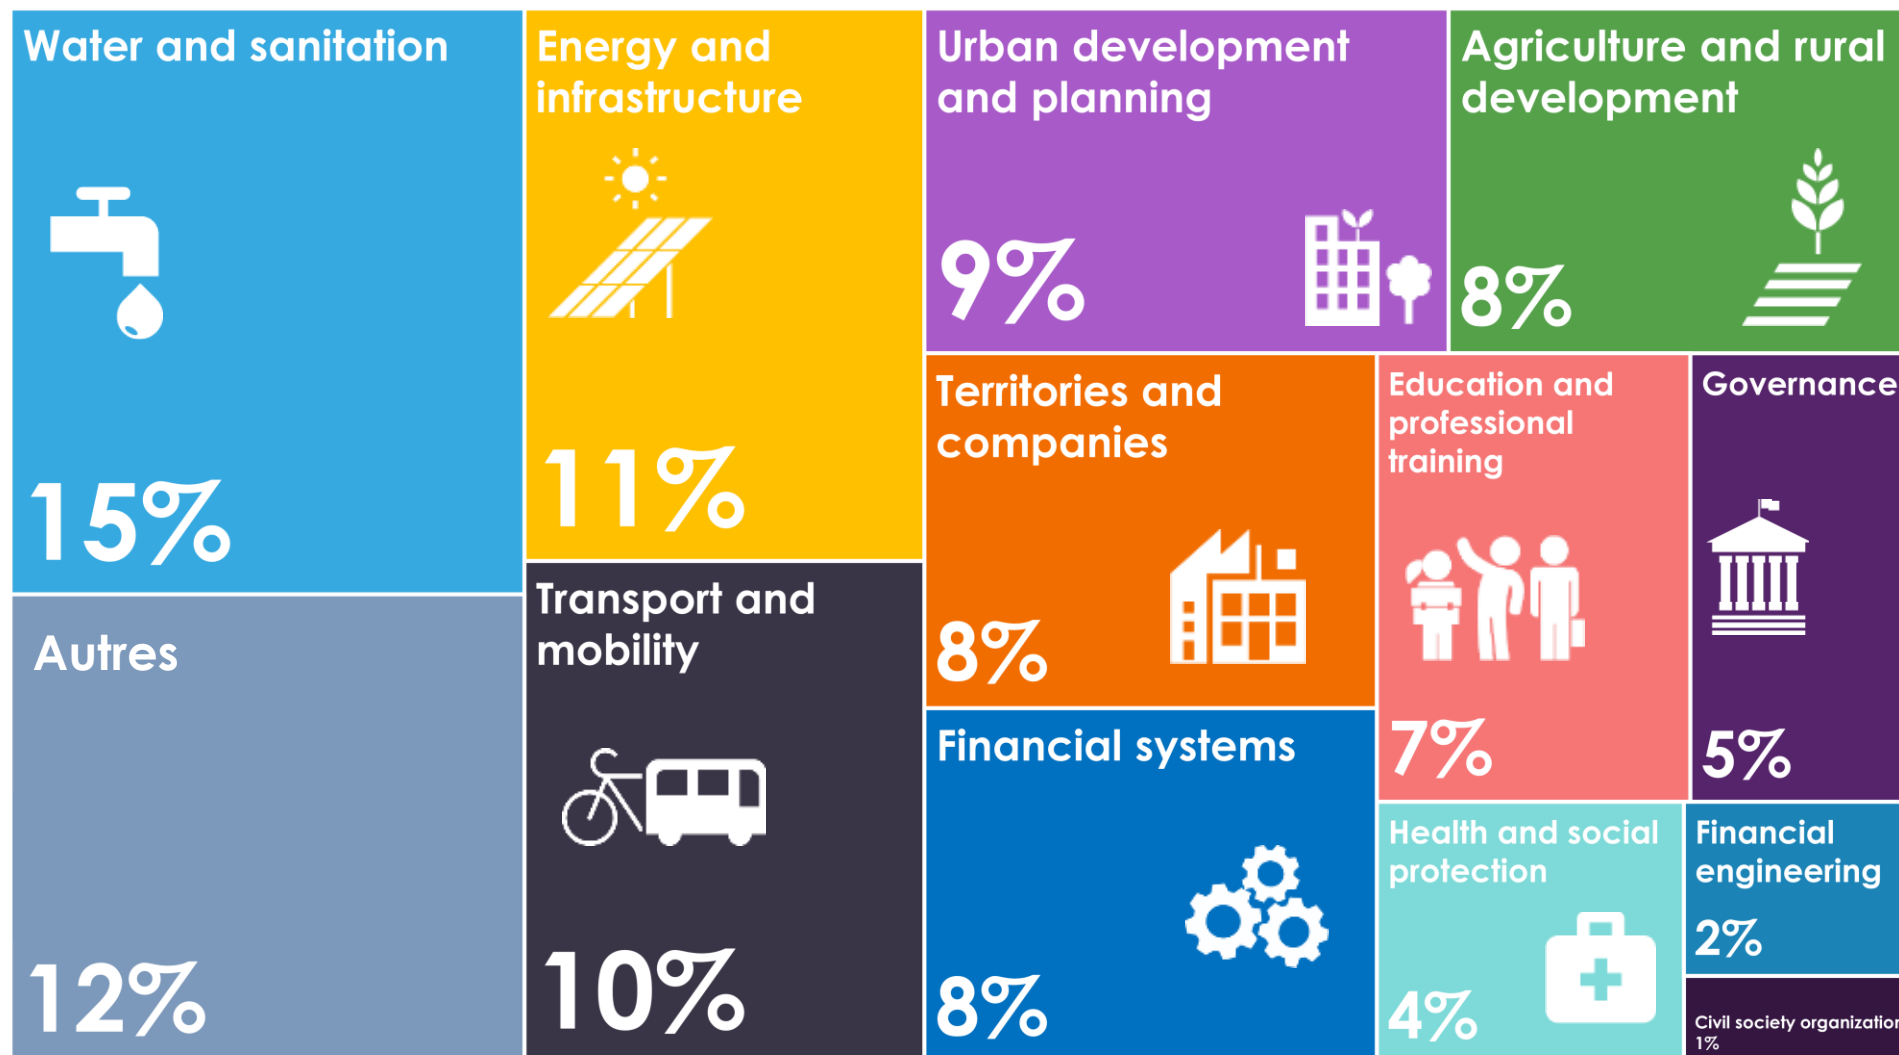 Water and sanitation
15%
Autres
12%
Energy and
infrastructure
11%
Transport and
mobility
10%
Urban development
and planning
9%
Agriculture and rural
development
8%
Territories and
companies
8%
Financial systems
8%
Education and
professional
training
7%
Governance
5%
Health and social
protection
4%
Financial
engineering
2%
Civil society organization
1%